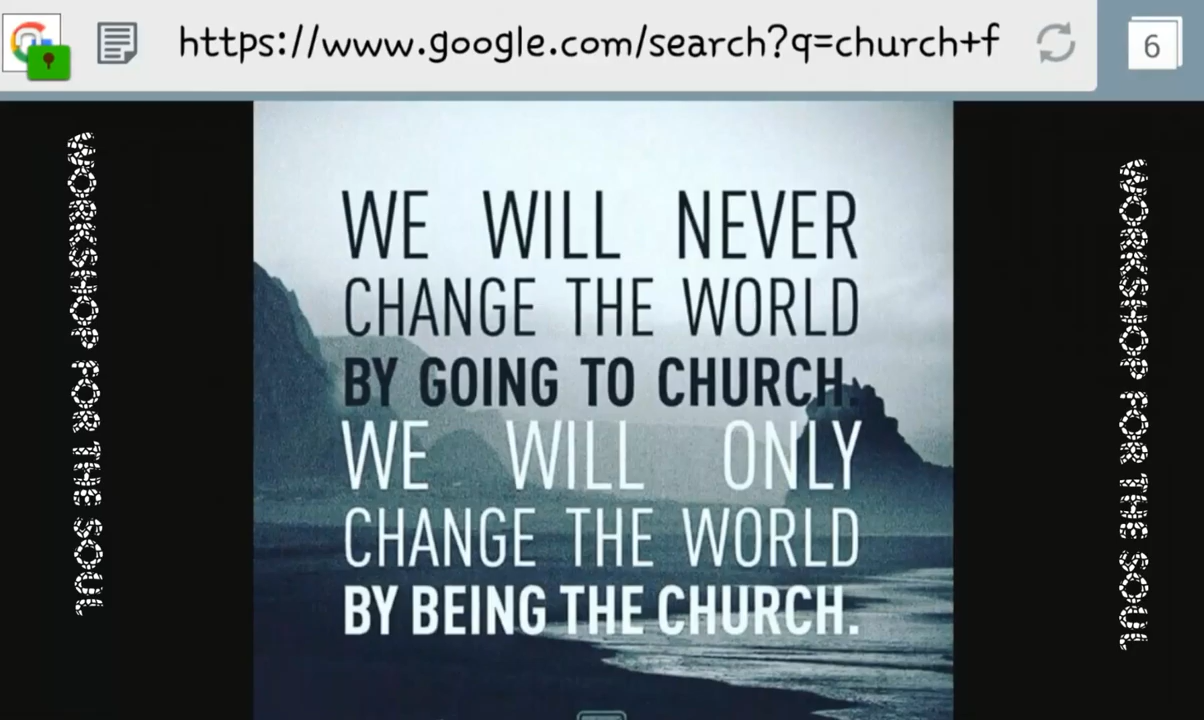 https://www.google.com/search?q=church+f
6
WORKSHOP FOR THE SOUL
WE WILL NEVER
CHANGE THE WORLD
BY GOING TO CHURCH.
WE WILL ONLY
CHANGE THE WORLD
BY BEING THE CHURCH.
WORKSHOP FOR THE SOUL